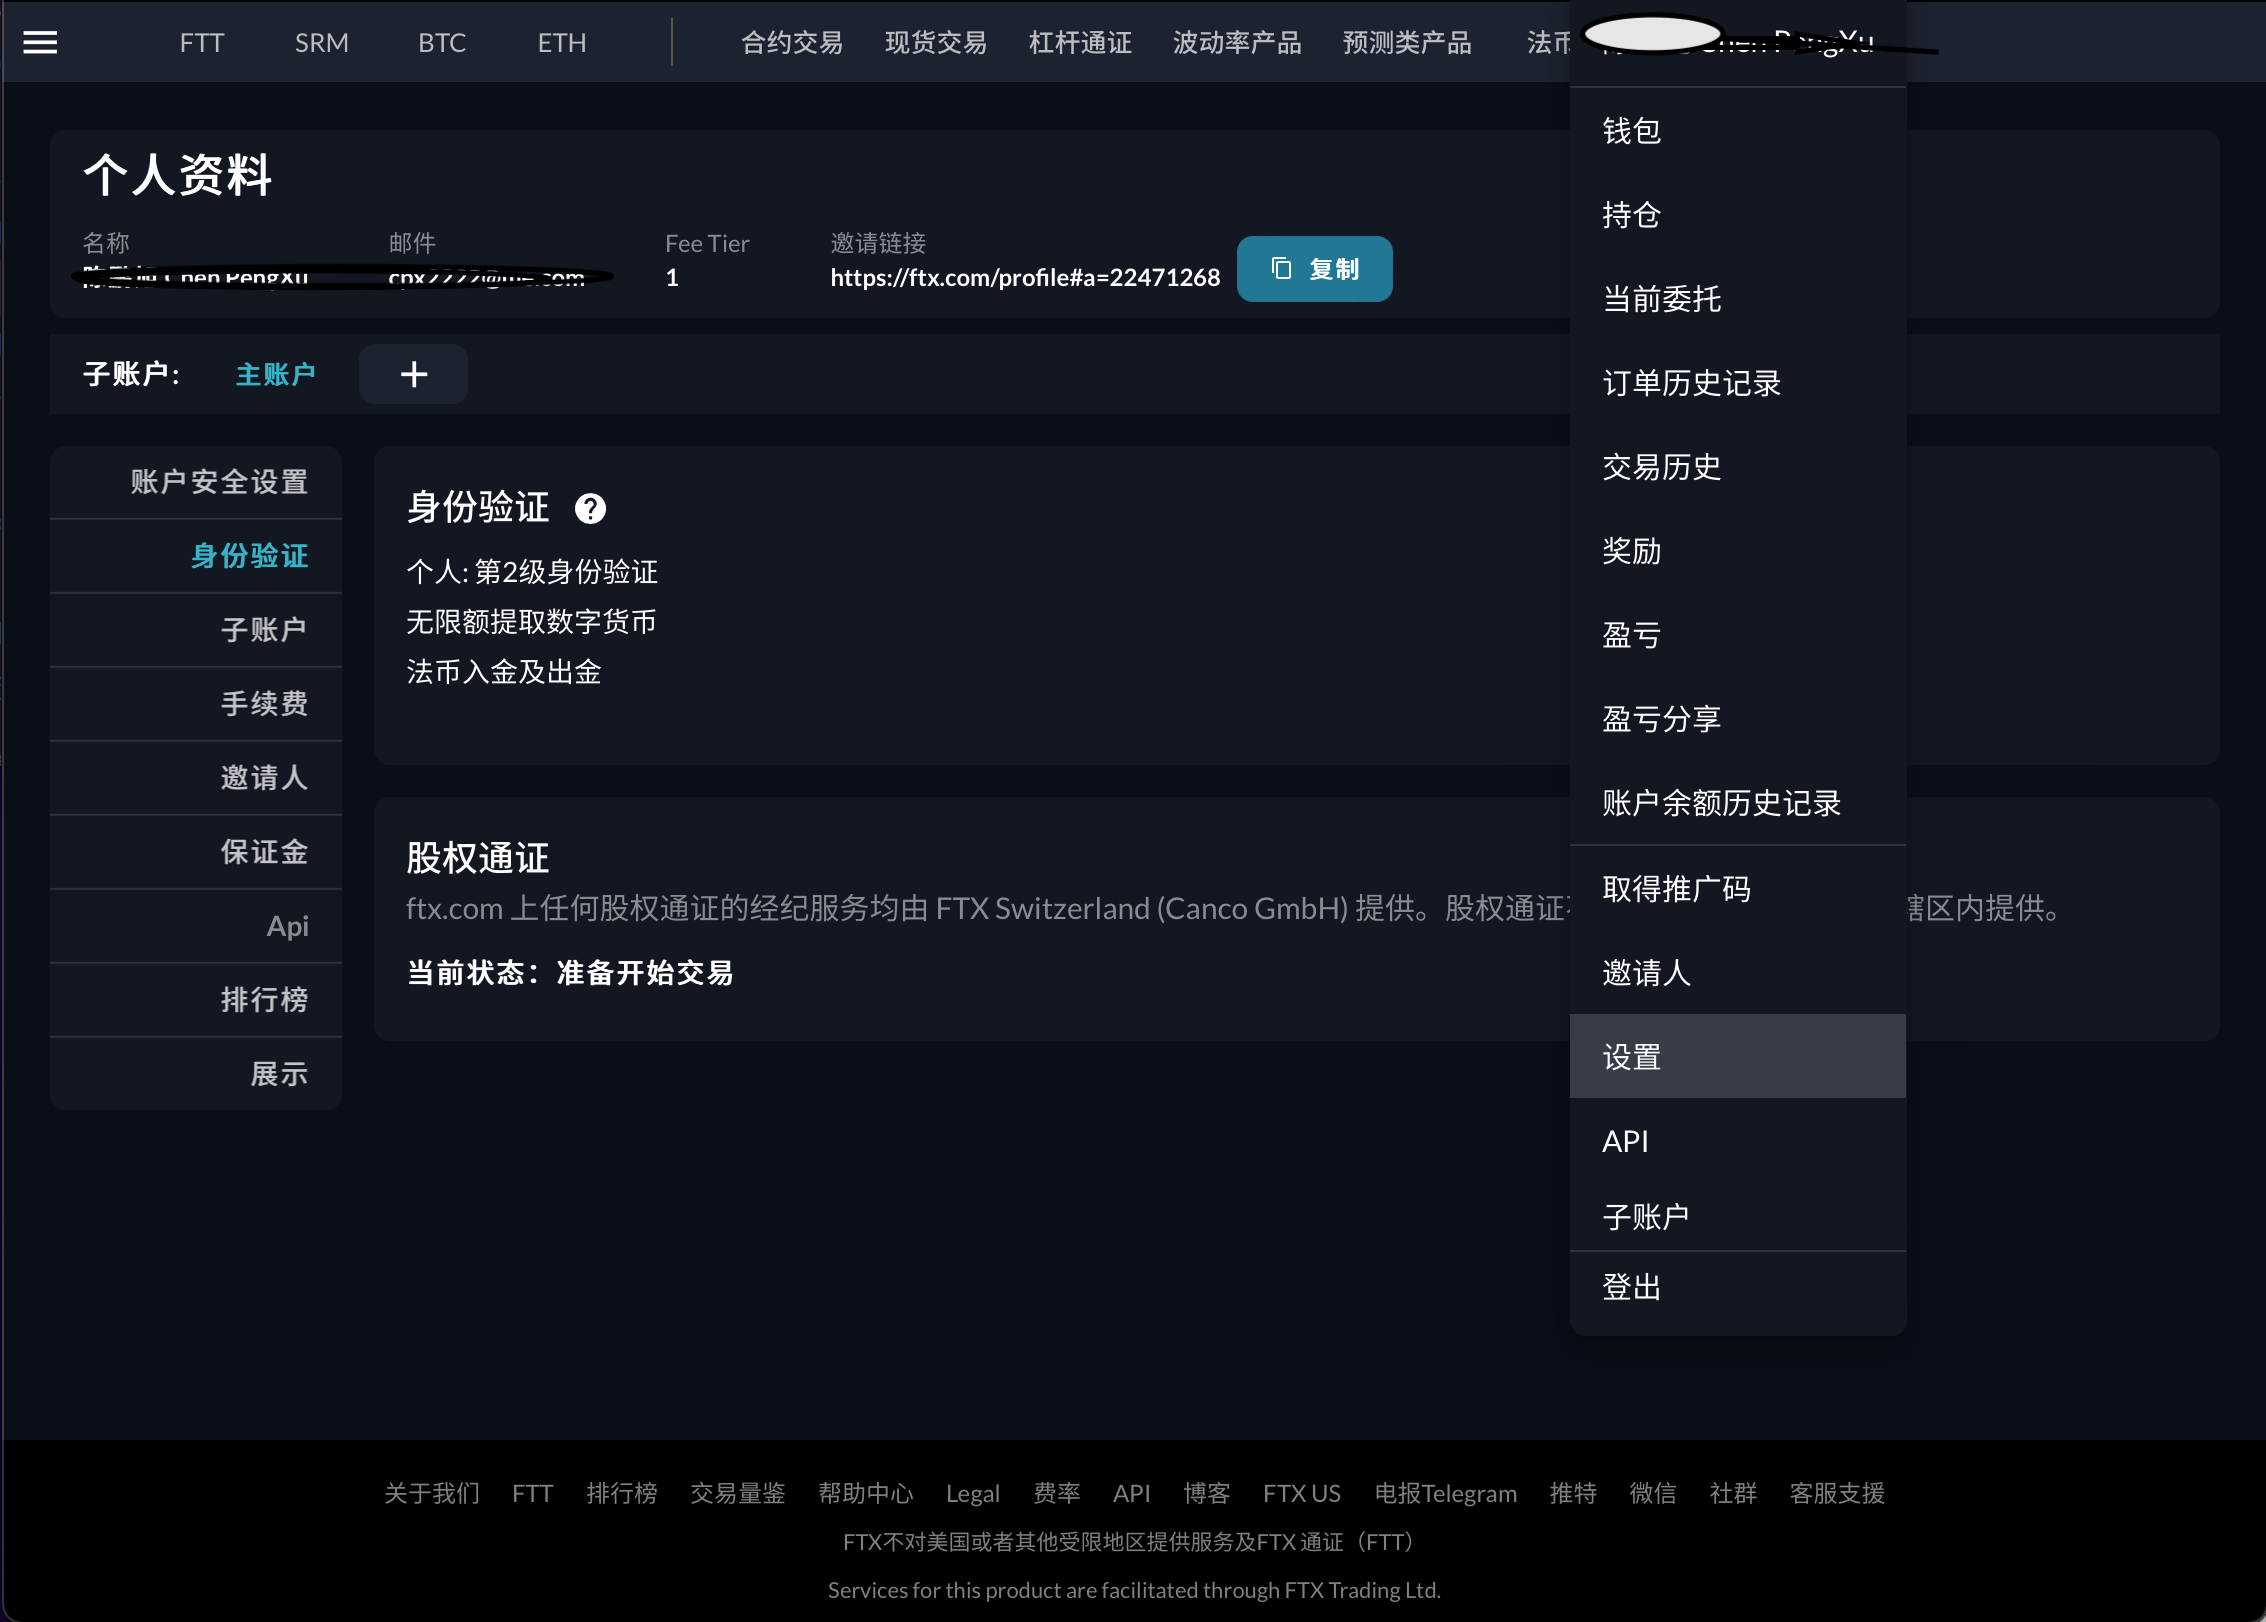 FTT SRM BTC ETH 合约交易 现货交易 杠杆通证 波动率产品 预测类产品 法币
个人资料
名称 邮件 Fee Tier 邀请链接
1 https://ftx.com/profile#a=22471268 复制
子账户: 主账户 +
账户安全设置
身份验证
子账户
手续费
邀请人
保证金
Api
排行榜
展示
身份验证 ?
个人: 第2级身份验证
无限额提取数字货币
法币入金及出金
股权通证
ftx.com 上任何股权通证的经纪服务均由 FTX Switzerland (Canco GmbH) 提供。股权通证 辖区内提供。
当前状态：准备开始交易
钱包
持仓
当前委托
订单历史记录
交易历史
奖励
盈亏
盈亏分享
账户余额历史记录
取得推广码
邀请人
设置
API
子账户
登出
关于我们 FTT 排行榜 交易量鉴 帮助中心 Legal 费率 API 博客 FTX US 电报Telegram 推特 微信 社群 客服支援
FTX不对美国或者其他受限地区提供服务及FTX 通证（FTT）
Services for this product are facilitated through FTX Trading Ltd.